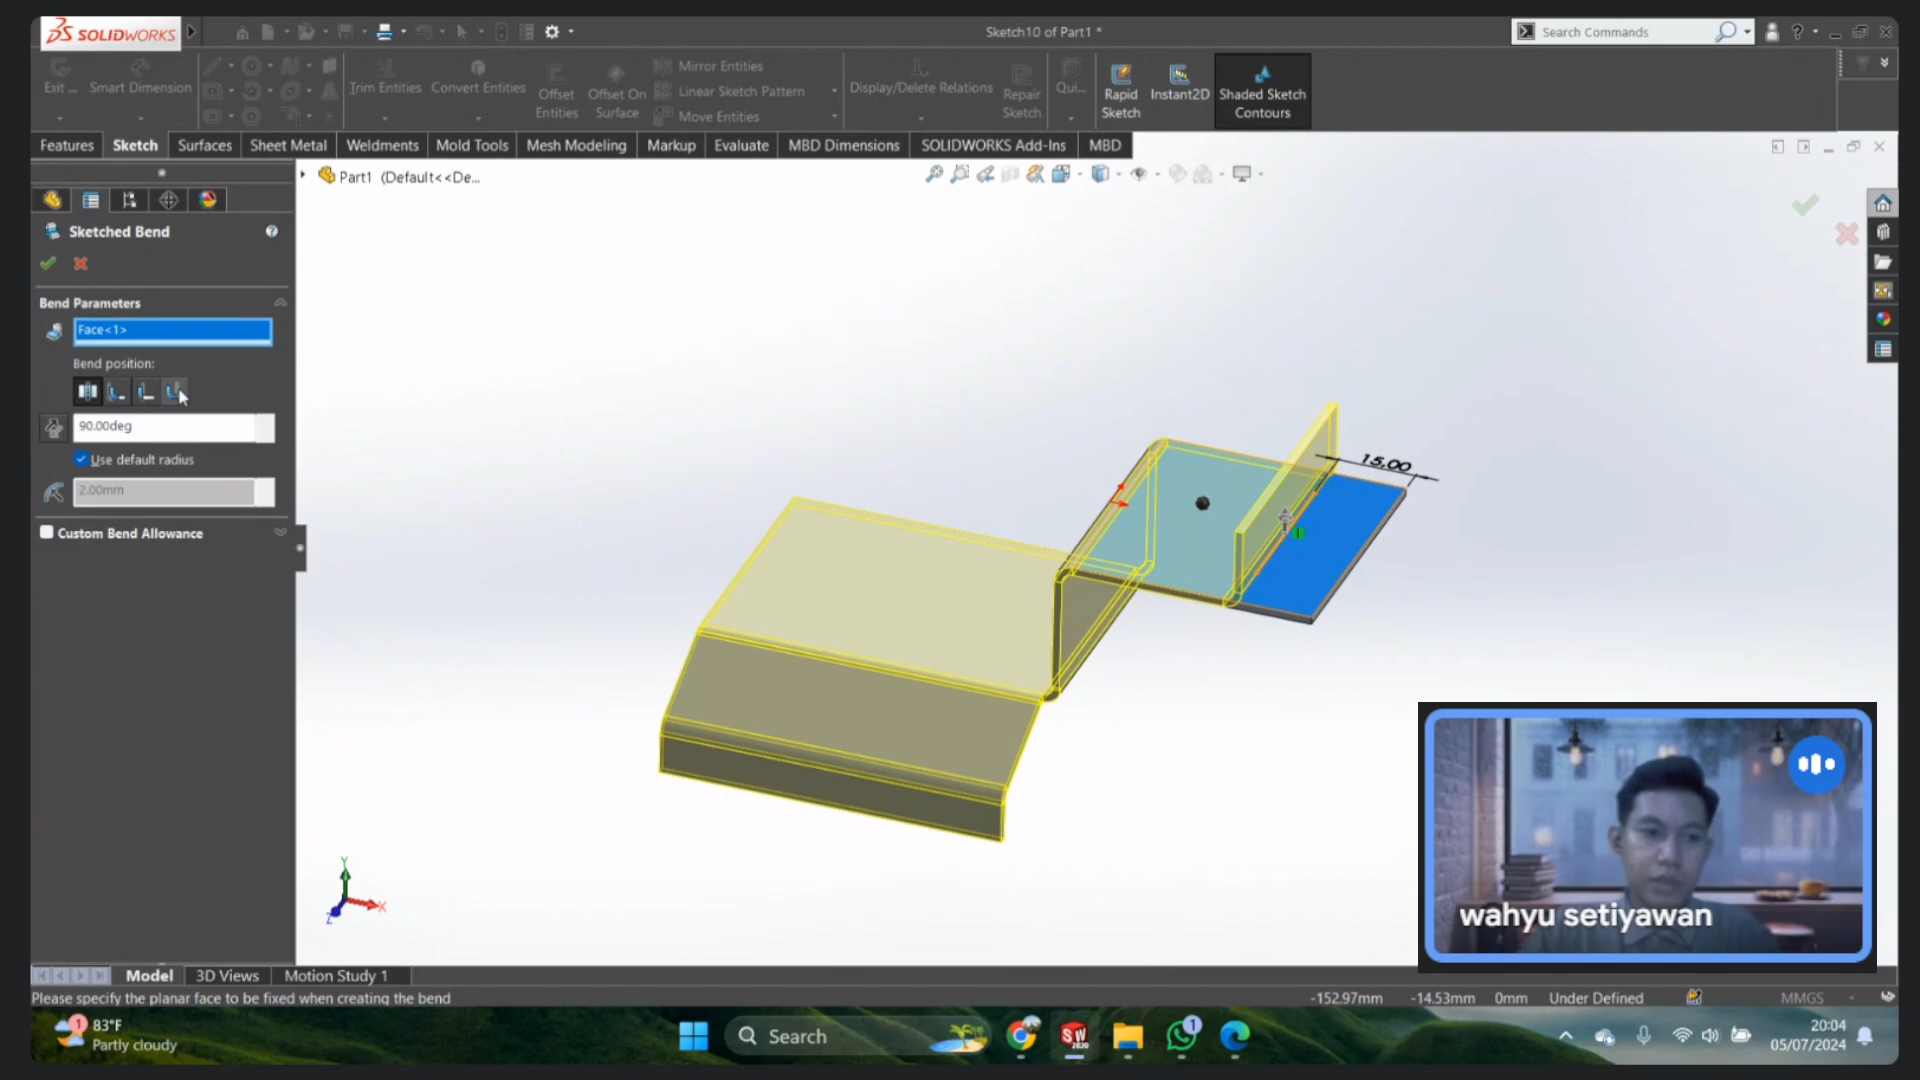 SOLIDWORKS
Sketch10 of Part1 *
Search Commands
Exit ...
Smart Dimension
Trim Entities
Convert Entities
Offset Entities
Offset On Surface
Mirror Entities
Linear Sketch Pattern
Move Entities
Display/Delete Relations
Repair Sketch
Qui...
Rapid Sketch
Instant2D
Shaded Sketch Contours
Features
Sketch
Surfaces
Sheet Metal
Weldments
Mold Tools
Mesh Modeling
Markup
Evaluate
MBD Dimensions
SOLIDWORKS Add-Ins
MBD
Part1 (Default<<De...
Sketched Bend
Bend Parameters
Face<1>
Bend position:
90.00deg
Use default radius
2.00mm
Custom Bend Allowance
15,00
Y
X
Z
wahyu setiyawan
Model
3D Views
Motion Study 1
Please specify the planar face to be fixed when creating the bend
-152.97mm
-14.53mm
0mm
Under Defined
MMGS
1
83°F
Partly cloudy
Search
SW
2020
1
20:04
05/07/2024